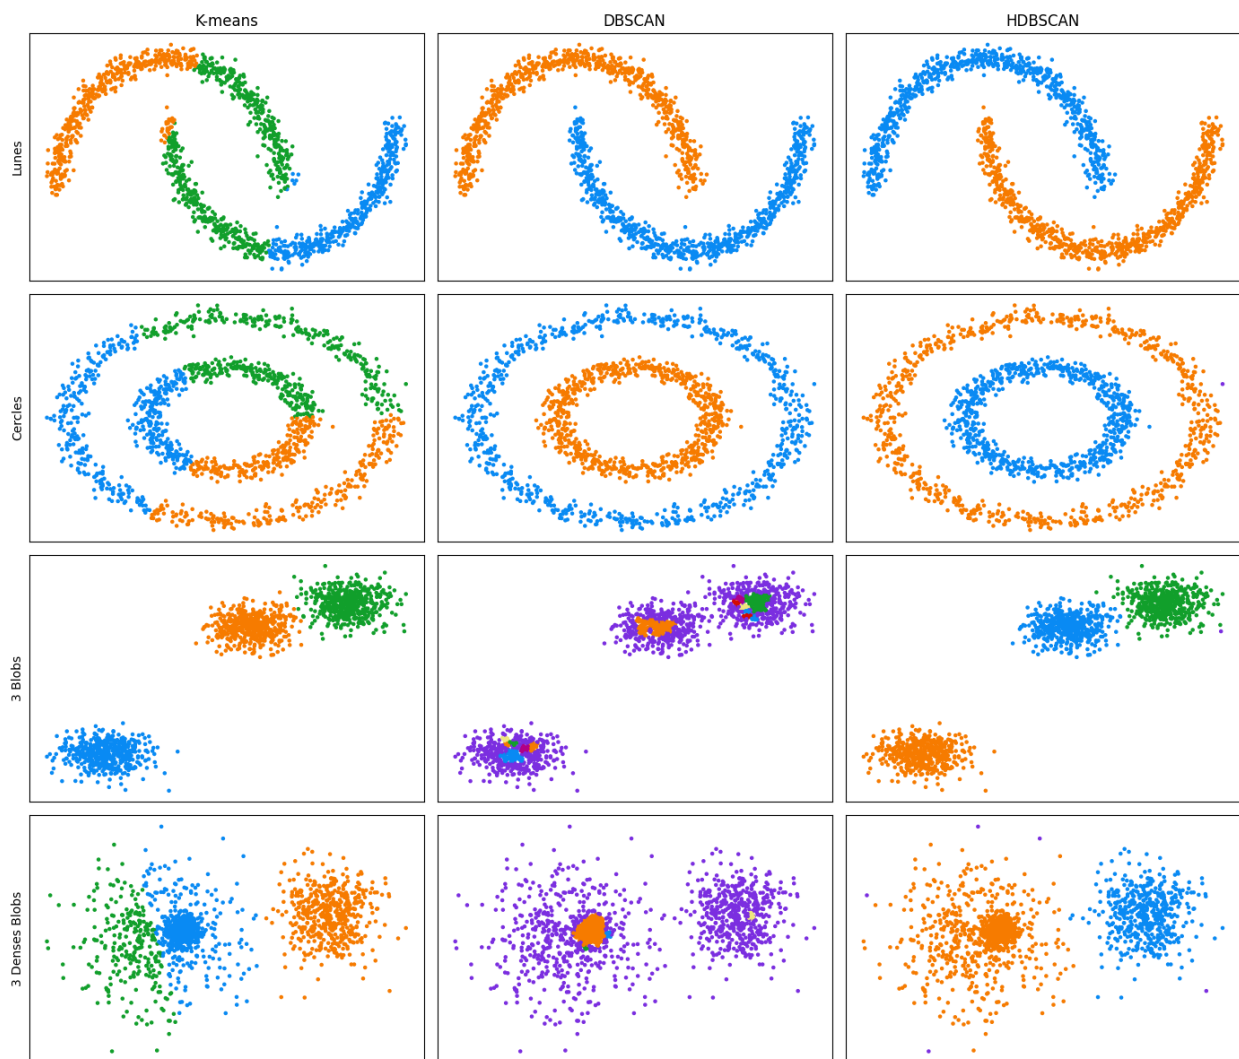 K-means
DBSCAN
HDBSCAN
Lunes
Cercles
3 Blobs
3 Denses Blobs